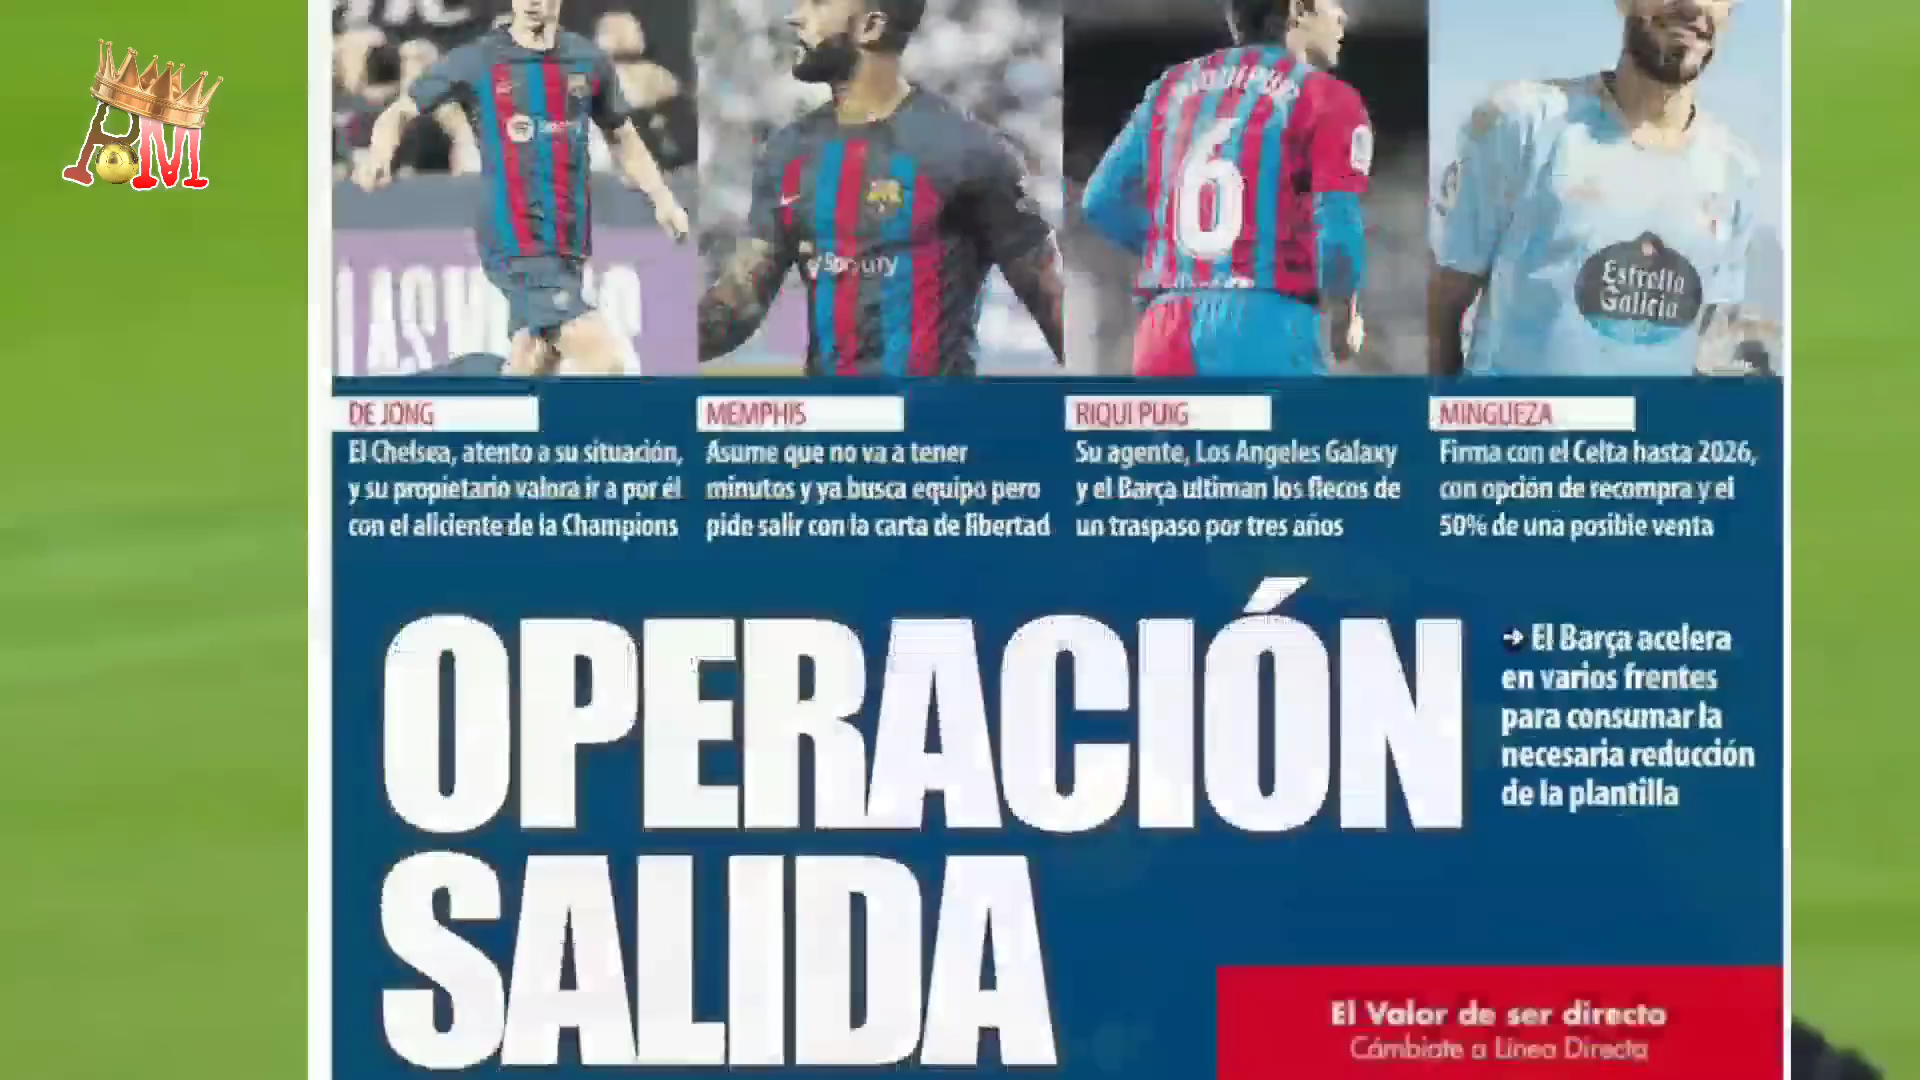 RM
RIQUI PUIG
6
Spotify
Estrella
Galicia
DE JONG
El Chelsea, atento a su situación,
y su propietario valora ir a por él
con el aliciente de la Champions
MEMPHIS
Asume que no va a tener
minutos y ya busca equipo pero
pide salir con la carta de libertad
RIQUI PUIG
Su agente, Los Angeles Galaxy
y el Barça ultiman los flecos de
un traspaso por tres años
MINGUEZA
Firma con el Celta hasta 2026,
con opción de recompra y el
50% de una posible venta
OPERACIÓN
SALIDA
→ El Barça acelera
en varios frentes
para consumar la
necesaria reducción
de la plantilla
El Valor de ser directo
Cámbiate a Línea Directa